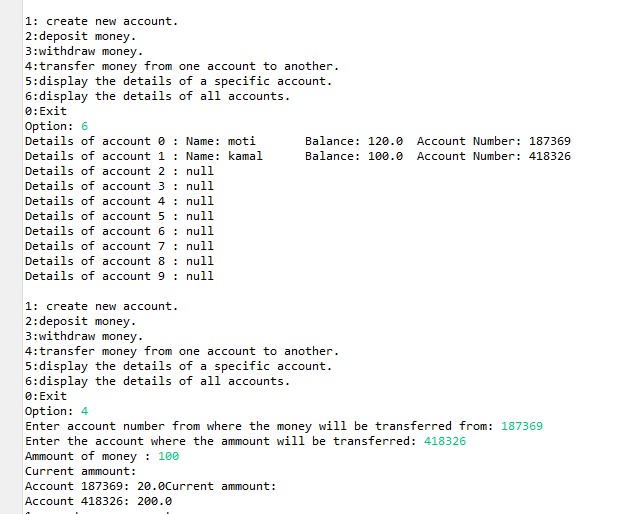 1: create new account.
2:deposit money.
3:withdraw money.
4:transfer money from one account to another.
5:display the details of a specific account.
6:display the details of all accounts.
0:Exit
Option: 6
Details of account 0 : Name: moti      Balance: 120.0  Account Number: 187369
Details of account 1 : Name: kamal      Balance: 100.0  Account Number: 418326
Details of account 2 : null
Details of account 3 : null
Details of account 4 : null
Details of account 5 : null
Details of account 6 : null
Details of account 7 : null
Details of account 8 : null
Details of account 9 : null
1: create new account.
2:deposit money.
3:withdraw money.
4:transfer money from one account to another.
5:display the details of a specific account.
6:display the details of all accounts.
0:Exit
Option: 4
Enter account number from where the money will be transferred from: 187369
Enter the account where the ammount will be transferred: 418326
Ammount of money : 100
Current ammount:
Account 187369: 20.0Current ammount:
Account 418326: 200.0